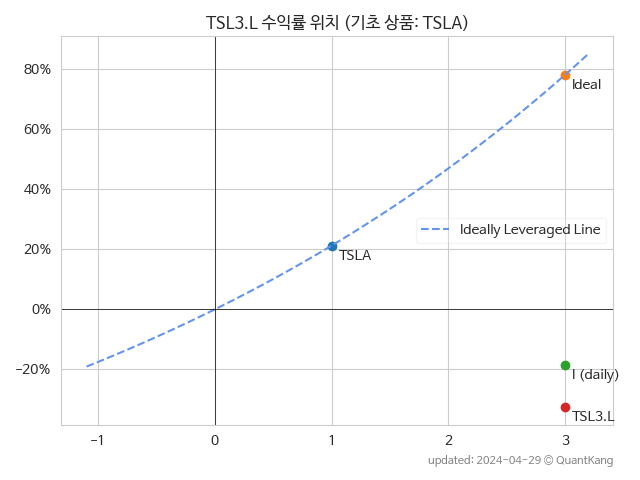 TSL3.L 수익률 위치 (기초 상품: TSLA)
80%
Ideal
60%
40%
Ideally Leveraged Line
20%
TSLA
0%
−20%
I (daily)
TSL3.L
−1
0
1
2
3
updated: 2024-04-29 © QuantKang